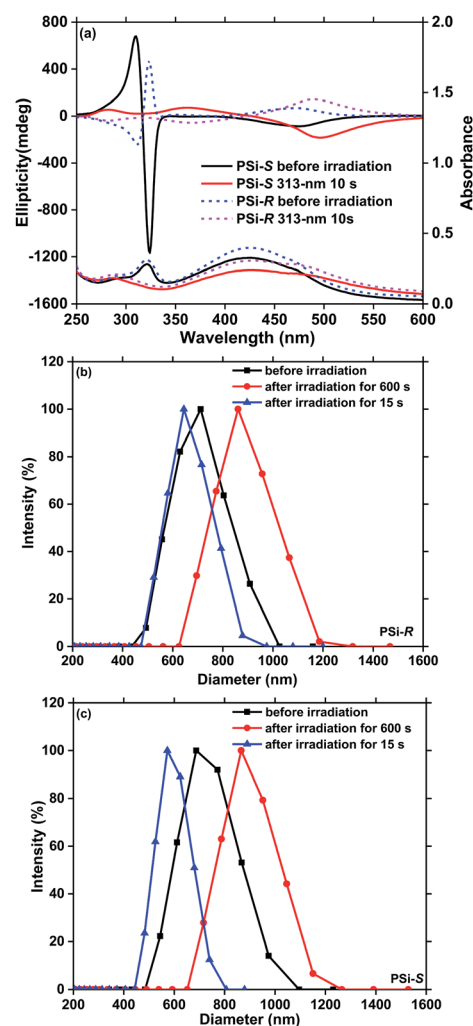 (a)
800
400
0
-400
-800
-1200
-1600
Ellipticity(mdeg)
2.0
1.5
1.0
0.5
0.0
Absorbance
PSi-S before irradiation
PSi-S 313-nm 10 s
PSi-R before irradiation
PSi-R 313-nm 10s
250 300 350 400 450 500 550 600
Wavelength (nm)
(b)
before irradiation
after irradiation for 600 s
after irradiation for 15 s
120
100
80
60
40
20
0
Intensity (%)
PSi-R
200 400 600 800 1000 1200 1400 1600
Diameter (nm)
(c)
before irradiation
after irradiation for 600 s
after irradiation for 15 s
120
100
80
60
40
20
0
Intensity (%)
PSi-S
200 400 600 800 1000 1200 1400 1600
Diameter (nm)